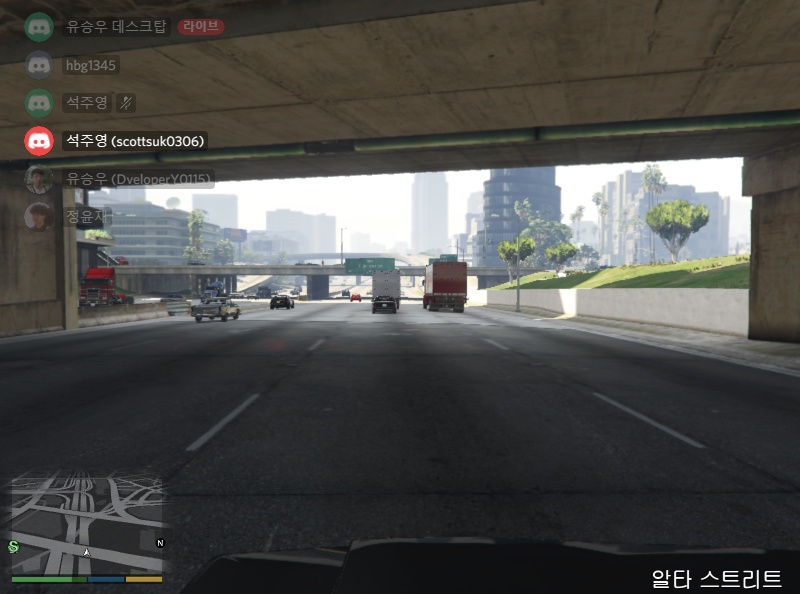 유승우 데스크탑 라이브
hbg1345
석주영
석주영 (scottsuk0306)
유승우 (DveloperY0115)
정윤재
N
알타 스트리트